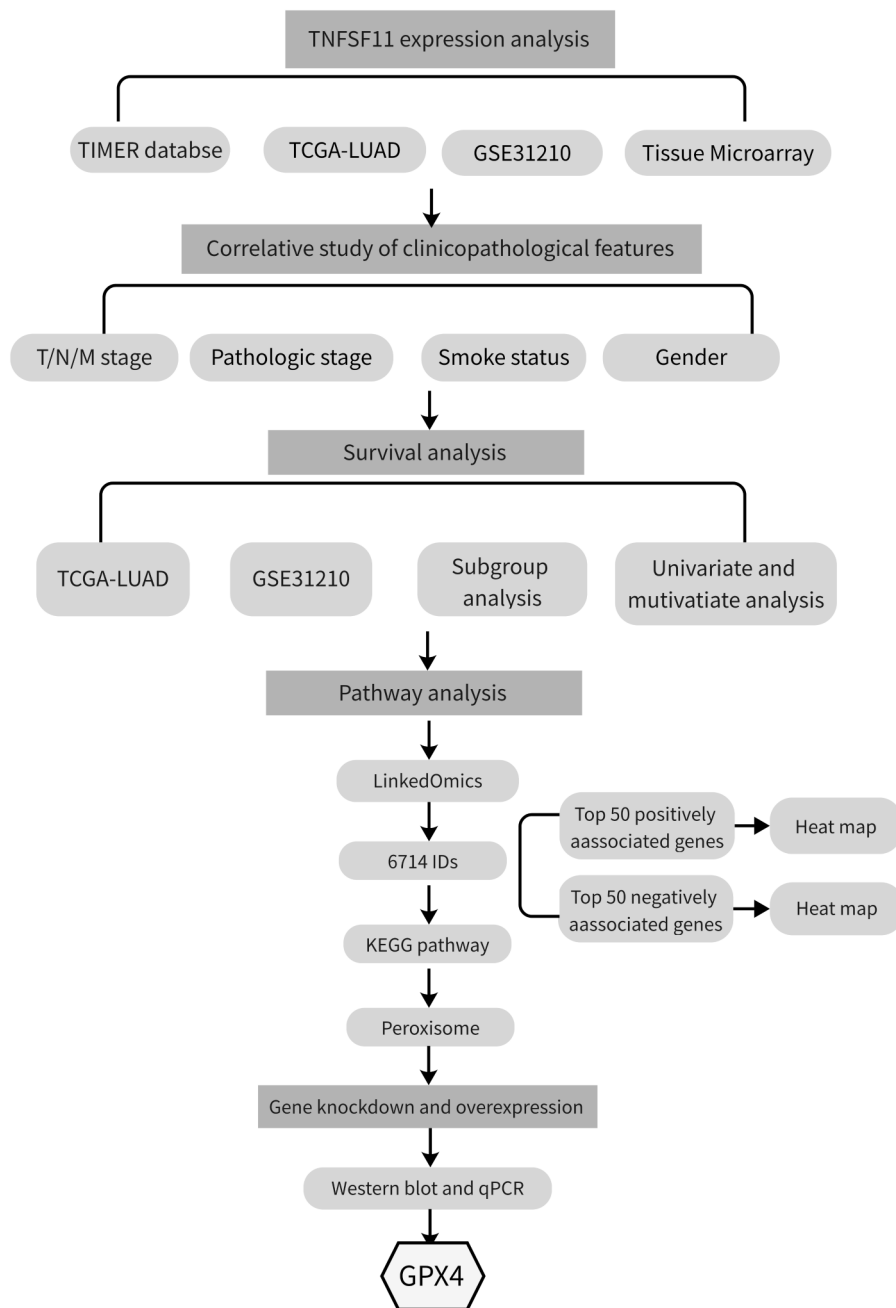 TNFSF11 expression analysis
TIMER databse
TCGA-LUAD
GSE31210
Tissue Microarray
Correlative study of clinicopathological features
T/N/M stage
Pathologic stage
Smoke status
Gender
Survival analysis
TCGA-LUAD
GSE31210
Subgroup
analysis
Univariate and
mutivatiate analysis
Pathway analysis
LinkedOmics
6714 IDs
Top 50 positively
aassociated genes
Heat map
Top 50 negatively
aassociated genes
Heat map
KEGG pathway
Peroxisome
Gene knockdown and overexpression
Western blot and qPCR
GPX4